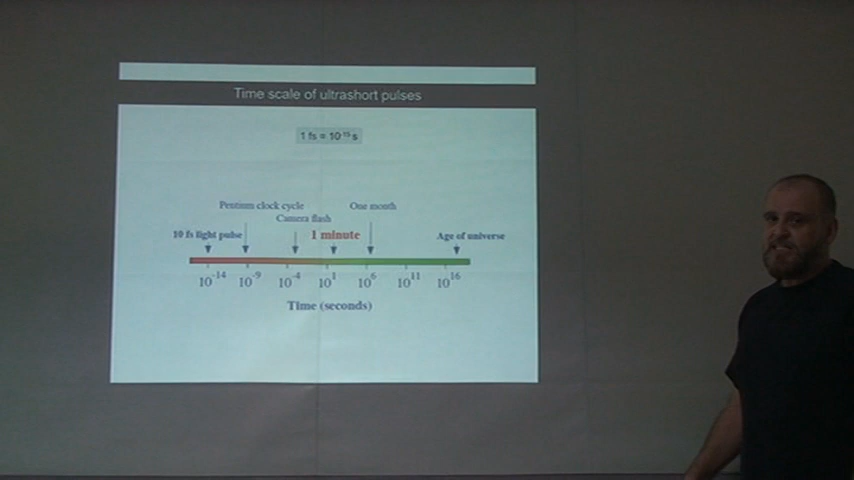 Time scale of ultrashort pulses
1 fs = 10⁻¹⁵ s
Pentium clock cycle
One month
Camera flash
10 fs light pulse
1 minute
Age of universe
10⁻¹⁴ 10⁻⁹ 10⁻⁴ 10¹ 10⁶ 10¹¹ 10¹⁶
Time (seconds)